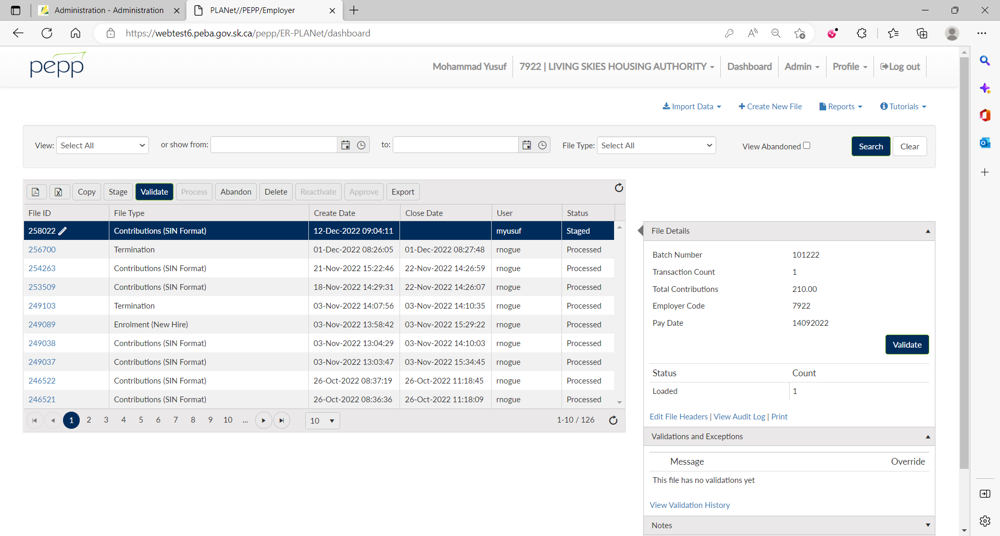 Administration - Administration
PLANet//PEPP/Employer
https://webtest6.peba.gov.sk.ca/pepp/ER-PLANet/dashboard
pepp
Mohammad Yusuf
7922 | LIVING SKIES HOUSING AUTHORITY
Dashboard
Admin
Profile
Log out
Import Data
Create New File
Reports
Tutorials
View: Select All or show from: to: File Type: Select All View Abandoned Search Clear
Copy Stage Validate Process Abandon Delete Reactivate Approve Export
File ID File Type Create Date Close Date User Status
258022 Contributions (SIN Format) 12-Dec-2022 09:04:11 myusuf Staged
256700 Termination 01-Dec-2022 08:26:05 01-Dec-2022 08:27:48 rnogue Processed
254263 Contributions (SIN Format) 21-Nov-2022 15:22:46 22-Nov-2022 14:26:59 rnogue Processed
253509 Contributions (SIN Format) 18-Nov-2022 14:29:31 22-Nov-2022 14:26:07 rnogue Processed
249103 Termination 03-Nov-2022 14:07:56 03-Nov-2022 14:10:35 rnogue Processed
249089 Enrolment (New Hire) 03-Nov-2022 13:58:42 03-Nov-2022 15:29:22 rnogue Processed
249038 Contributions (SIN Format) 03-Nov-2022 13:04:29 03-Nov-2022 14:10:03 rnogue Processed
249037 Contributions (SIN Format) 03-Nov-2022 13:03:47 03-Nov-2022 15:34:45 rnogue Processed
246522 Contributions (SIN Format) 26-Oct-2022 08:37:19 26-Oct-2022 11:18:45 rnogue Processed
246521 Contributions (SIN Format) 26-Oct-2022 08:36:36 26-Oct-2022 11:18:09 rnogue Processed
1 2 3 4 5 6 7 8 9 10 ... 10 1-10 / 126
File Details
Batch Number 101222
Transaction Count 1
Total Contributions 210.00
Employer Code 7922
Pay Date 14092022
Validate
Status Count
Loaded 1
Edit File Headers | View Audit Log | Print
Validations and Exceptions
Message Override
This file has no validations yet
View Validation History
Notes